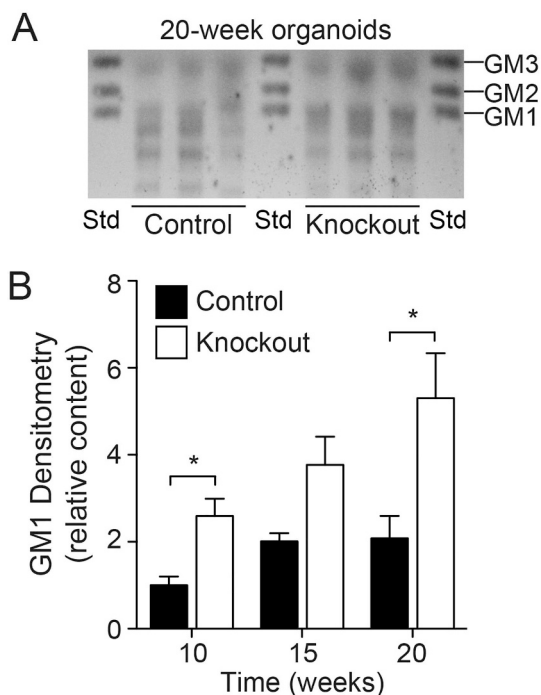 A
20-week organoids
GM3
GM2
GM1
Std
Control
Std
Knockout
Std
B
GM1 Densitometry
(relative content)
8
6
4
2
0
Control
Knockout
*
*
10
15
20
Time (weeks)